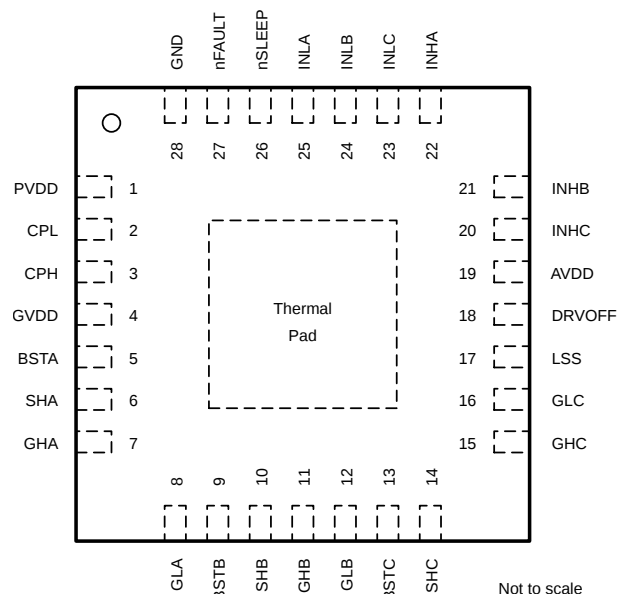 GND
nFAULT
nSLEEP
INLA
INLB
INLC
INHA
28
27
26
25
24
23
22
PVDD 1
CPL 2
CPH 3
GVDD 4
BSTA 5
SHA 6
GHA 7
21 INHB
20 INHC
19 AVDD
18 DRVOFF
17 LSS
16 GLC
15 GHC
Thermal
Pad
8
9
10
11
12
13
14
GLA
BSTB
SHB
GHB
GLB
BSTC
SHC
Not to scale